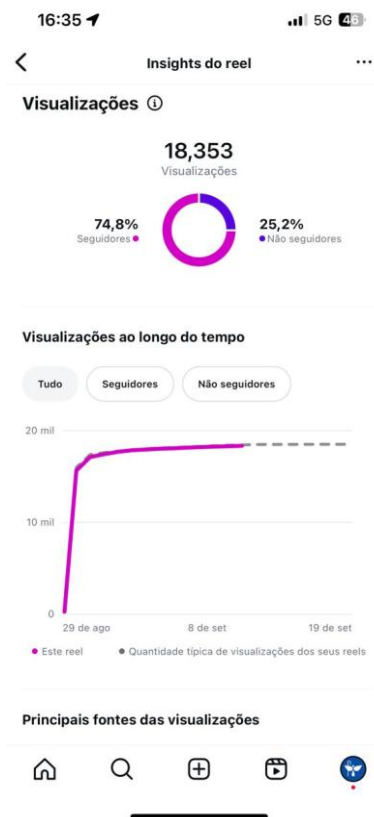 16:35
5G 46
Insights do reel
Visualizações
18,353
Visualizações
74,8%
Seguidores
25,2%
Não seguidores
Visualizações ao longo do tempo
Tudo Seguidores Não seguidores
20 mil
10 mil
0
29 de ago 8 de set 19 de set
Este reel Quantidade típica de visualizações dos seus reels
Principais fontes das visualizações